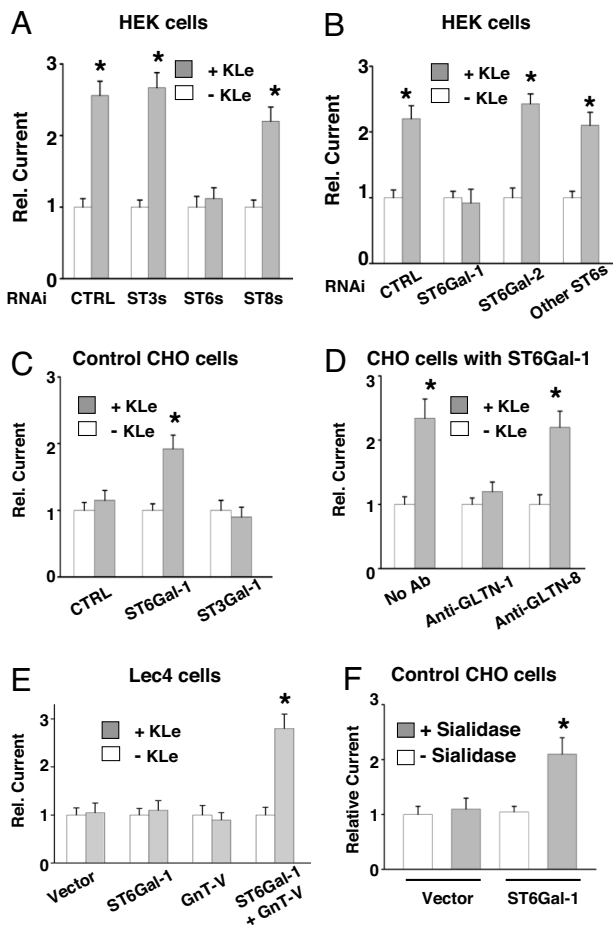 A HEK cells
Rel. Current
3
2
1
0
+ KLe
- KLe
* * *
RNAi CTRL ST3s ST6s ST8s
B HEK cells
Rel. Current
3
2
1
0
+ KLe
- KLe
* * *
RNAi CTRL ST6Gal-1 ST6Gal-2 Other ST6s
C Control CHO cells
Rel. Current
3
2
1
0
+ KLe
- KLe
*
CTRL ST6Gal-1 ST3Gal-1
D CHO cells with ST6Gal-1
Rel. Current
3
2
1
0
+ KLe
- KLe
* *
No Ab Anti-GLTN-1 Anti-GLTN-8
E Lec4 cells
Rel. Current
3
2
1
0
+ KLe
- KLe
*
Vector ST6Gal-1 GnT-V ST6Gal-1
+ GnT-V
F Control CHO cells
Relative Current
3
2
1
0
+ Sialidase
- Sialidase
*
Vector ST6Gal-1